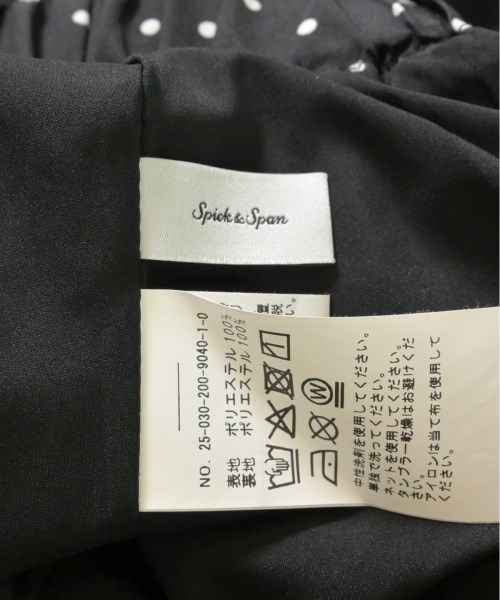 Spick & Span
NO. 25-030-200-9040-1-0
表地 ポリエステル 100%
裏地 ポリエステル 100%
W
中性洗剤を使用してください。
単独で洗ってください。
ネットを使用してください。
タンブラー乾燥はお避けくだ
さい。
アイロンは当て布を使用して
ください。